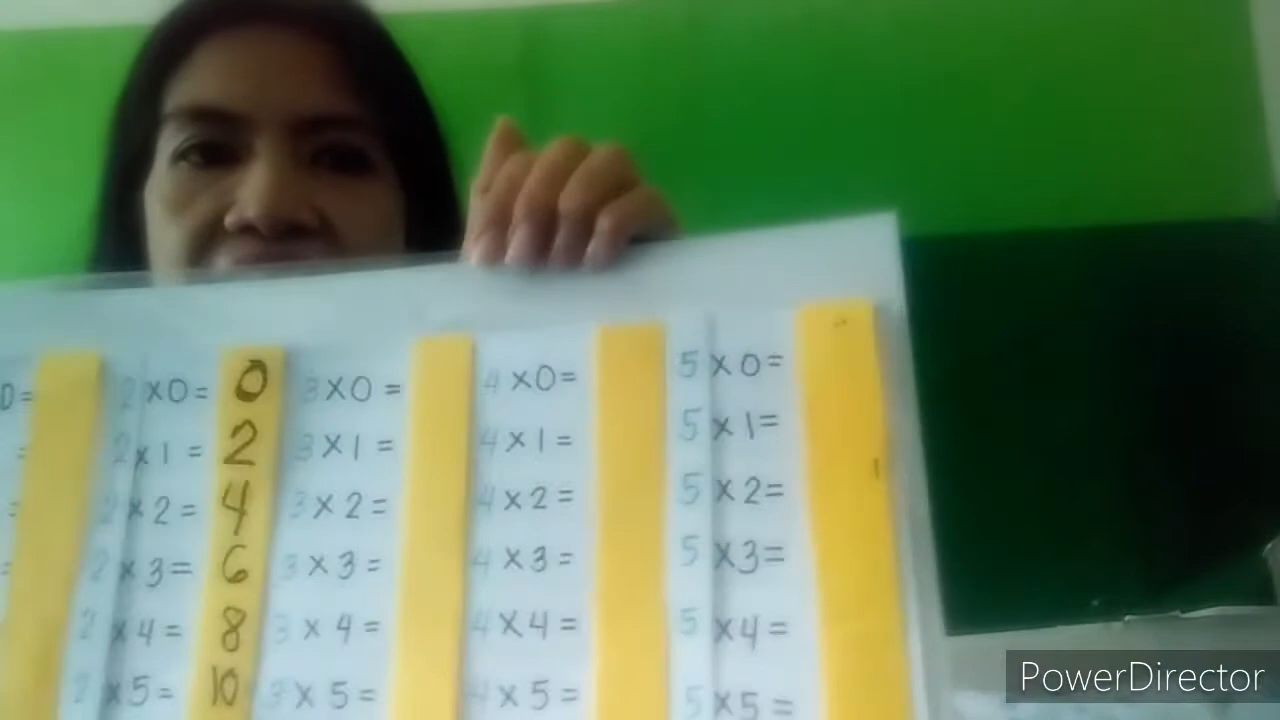 0= 2 ×0= 0 3 ×0 = 4 ×0= 5 ×0=
= 2 ×1 = 2 3 ×1 = 4 ×1 = 5 ×1=
= 2 ×2 = 4 3 ×2 = 4 ×2= 5 ×2=
= 2 ×3= 6 3 ×3= 4 ×3= 5 ×3=
2 ×4= 8 3 ×4= 4 ×4= 5 ×4=
2 ×5= 10 3 ×5= 4 ×5= 5 ×5=
PowerDirector